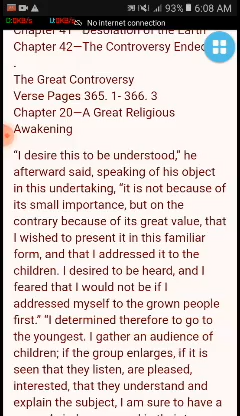 0:0KB/s U:0KB/s 93% 6:08 AM
No internet connection
Chapter 41—Desolation of the Earth
Chapter 42—The Controversy Ended
.
The Great Controversy
Verse Pages 365. 1- 366. 3
Chapter 20—A Great Religious
Awakening
“I desire this to be understood,” he
afterward said, speaking of his object
in this undertaking, “it is not because of
its small importance, but on the
contrary because of its great value, that
I wished to present it in this familiar
form, and that I addressed it to the
children. I desired to be heard, and I
feared that I would not be if I
addressed myself to the grown people
first.” “I determined therefore to go to
the youngest. I gather an audience of
children; if the group enlarges, if it is
seen that they listen, are pleased,
interested, that they understand and
explain the subject, I am sure to have a